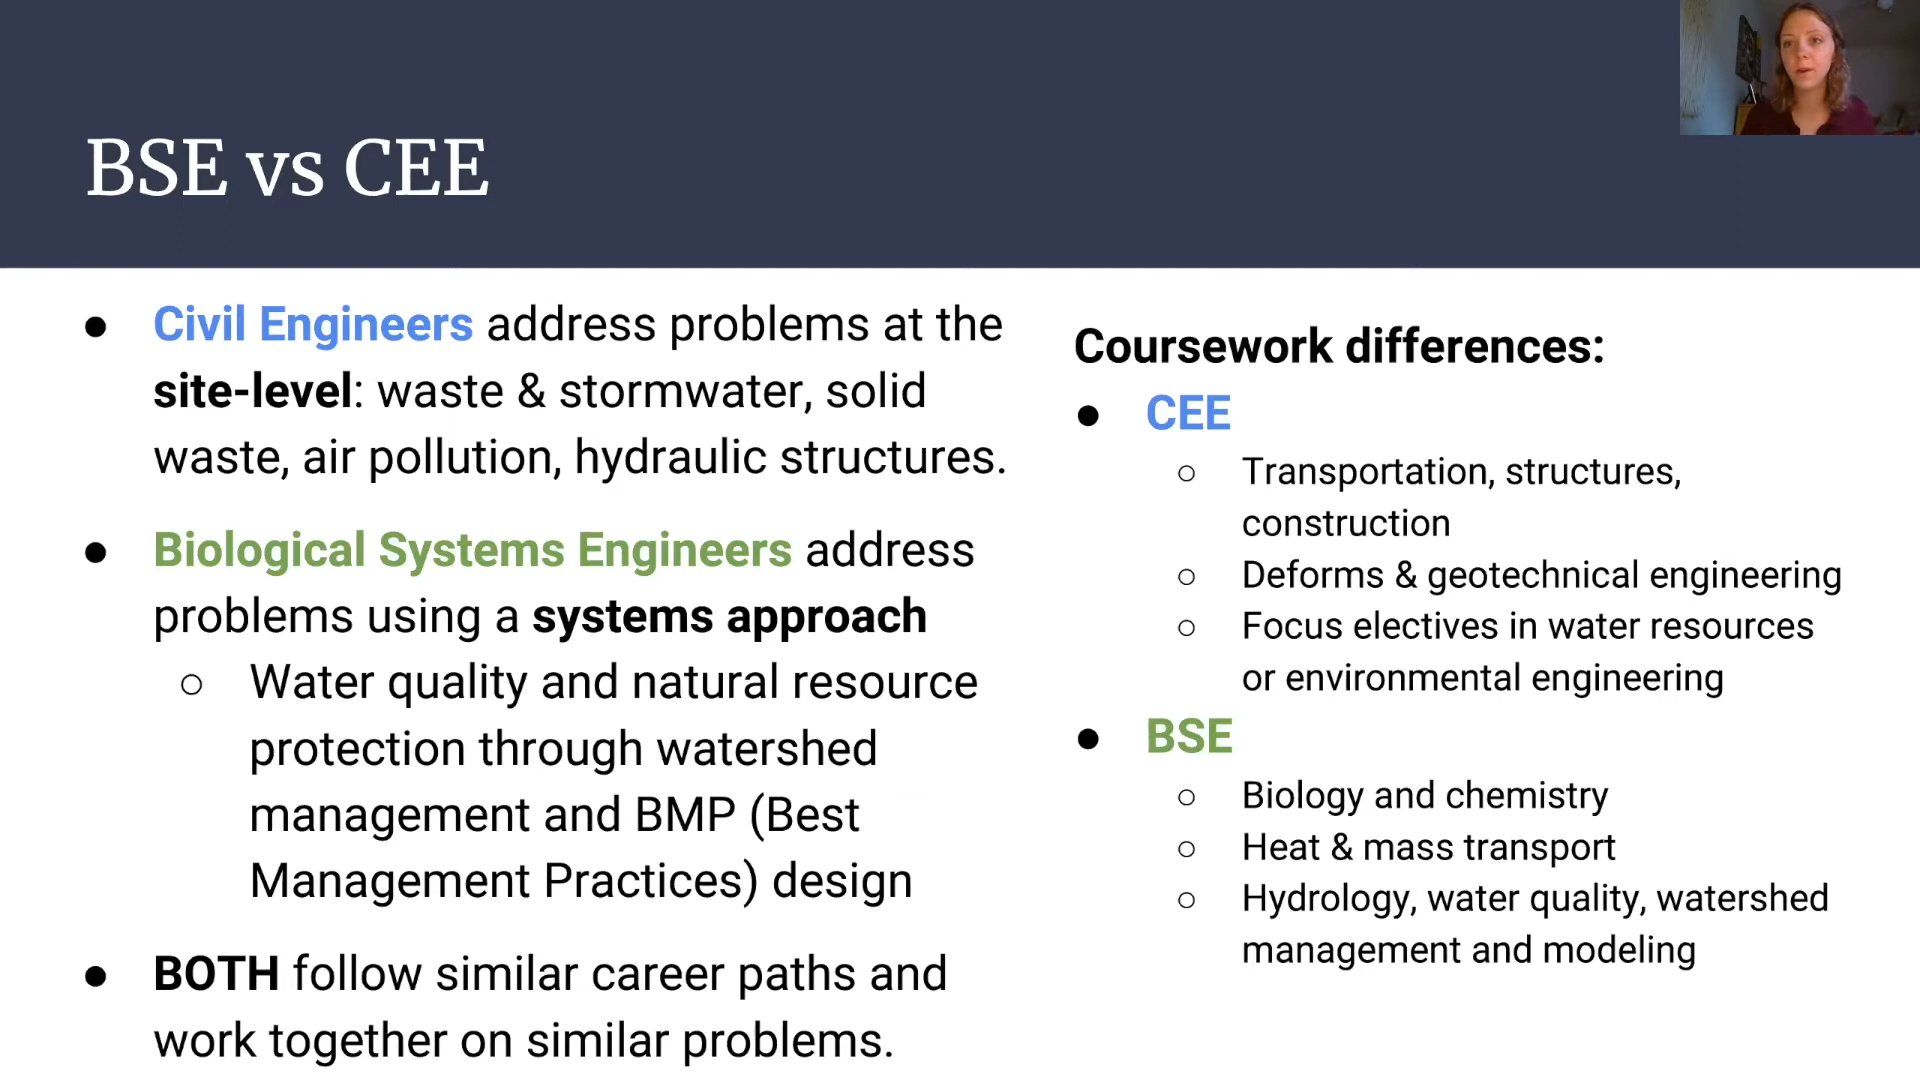 BSE vs CEE
● Civil Engineers address problems at the
site-level: waste & stormwater, solid
waste, air pollution, hydraulic structures.
● Biological Systems Engineers address
problems using a systems approach
○ Water quality and natural resource
protection through watershed
management and BMP (Best
Management Practices) design
● BOTH follow similar career paths and
work together on similar problems.
Coursework differences:
● CEE
○ Transportation, structures,
construction
○ Deforms & geotechnical engineering
○ Focus electives in water resources
or environmental engineering
● BSE
○ Biology and chemistry
○ Heat & mass transport
○ Hydrology, water quality, watershed
management and modeling